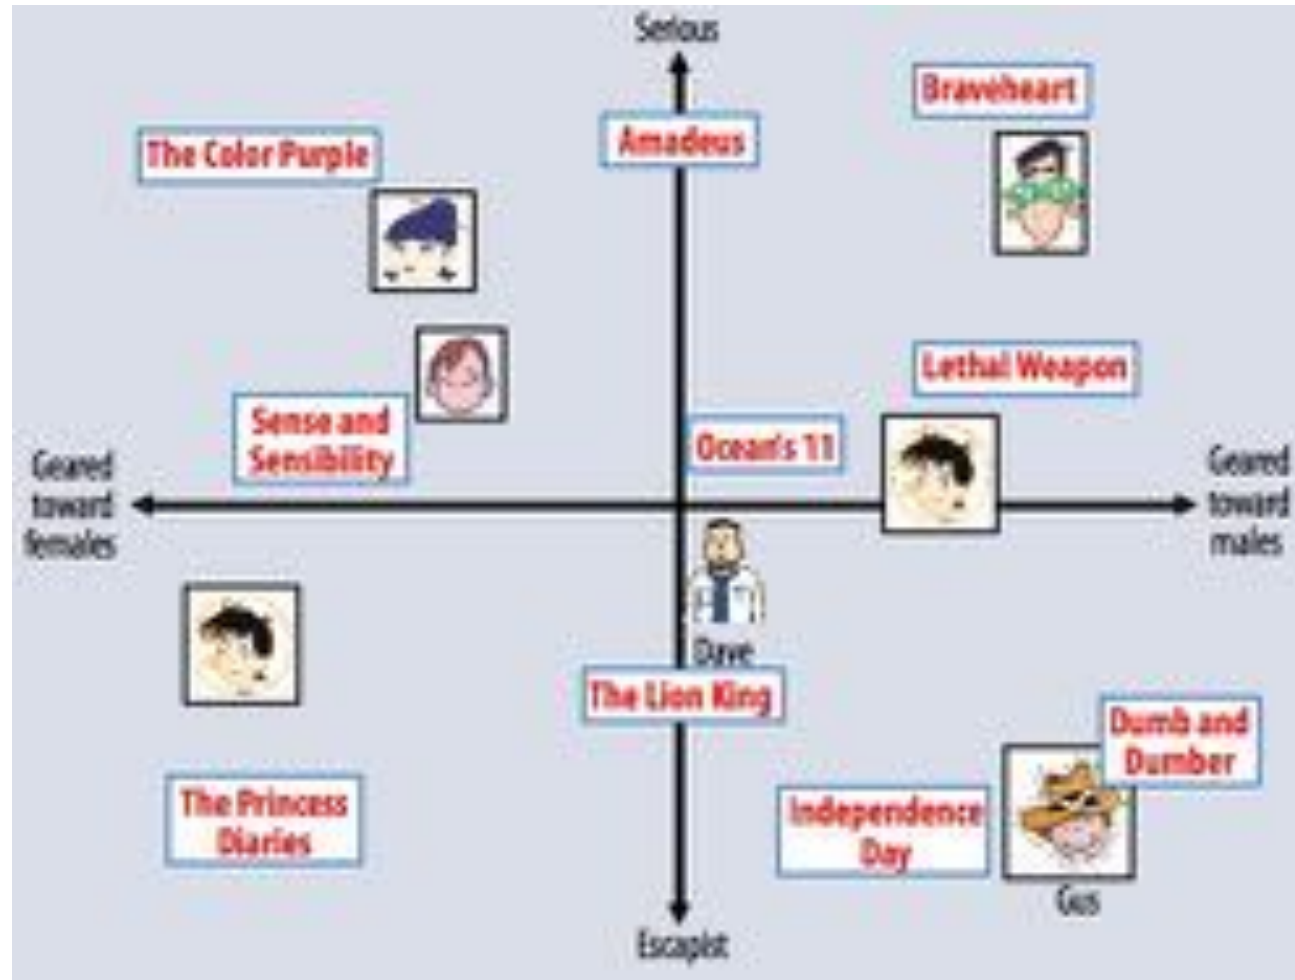 Serious
Braveheart
Amadeus
The Color Purple
Lethal Weapon
Sense and
Sensibility
Ocean's 11
Geared
toward
females
Geared
toward
males
Dave
The Lion King
Dumb and
Dumber
The Princess
Diaries
Independence
Day
Gus
Escapist